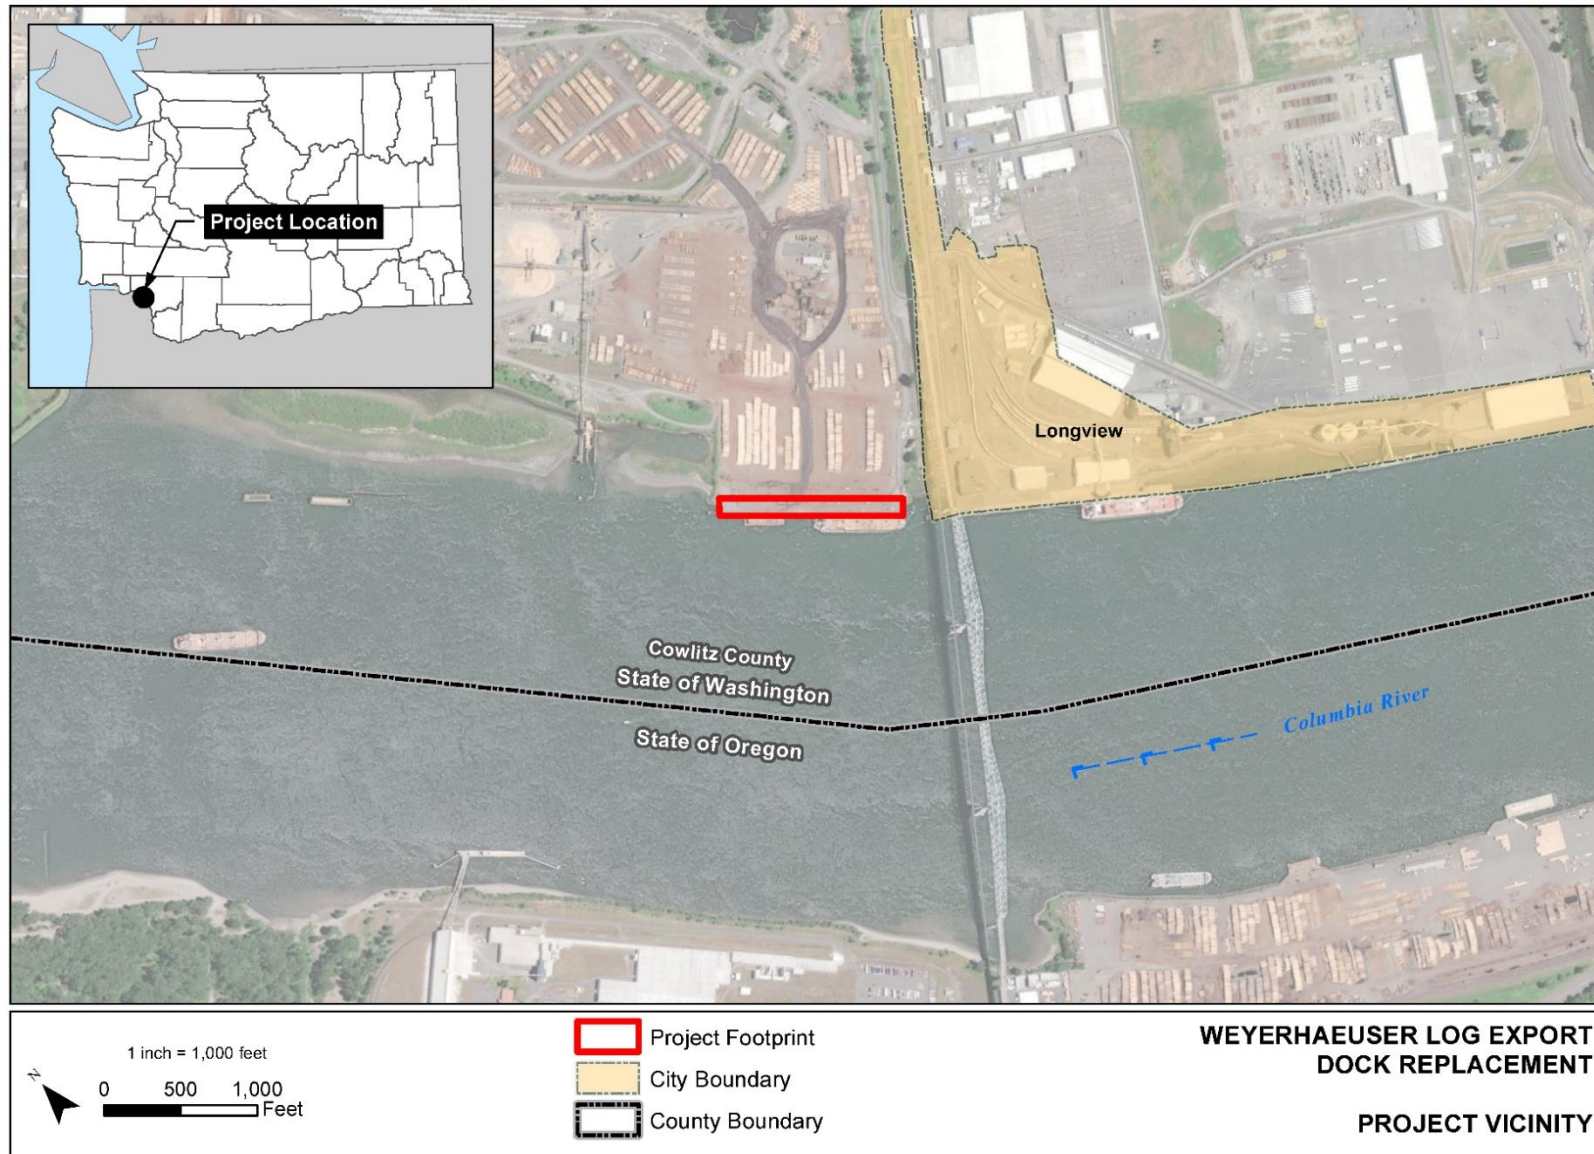 Project Location
Longview
Cowlitz County
State of Washington
State of Oregon
Columbia River
N
1 inch = 1,000 feet
0 500 1,000
Feet
Project Footprint
City Boundary
County Boundary
WEYERHAEUSER LOG EXPORT
DOCK REPLACEMENT
PROJECT VICINITY